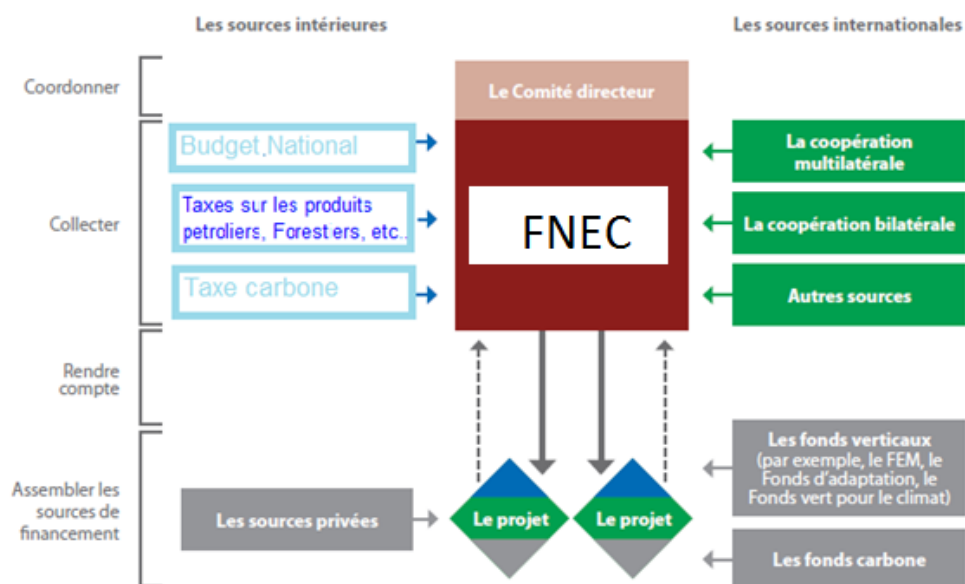 Les sources intérieures
Les sources internationales
Coordonner
Le Comité directeur
Collecter
Budget.National
Taxes sur les produits
petroliers, Forestiers, etc..
Taxe carbone
FNEC
La coopération
multilatérale
La coopération bilatérale
Autres sources
Rendre
compte
Assembler les
sources de
financement
Les sources privées
Le projet
Le projet
Les fonds verticaux
(par exemple, le FEM, le
Fonds d'adaptation, le
Fonds vert pour le climat)
Les fonds carbone